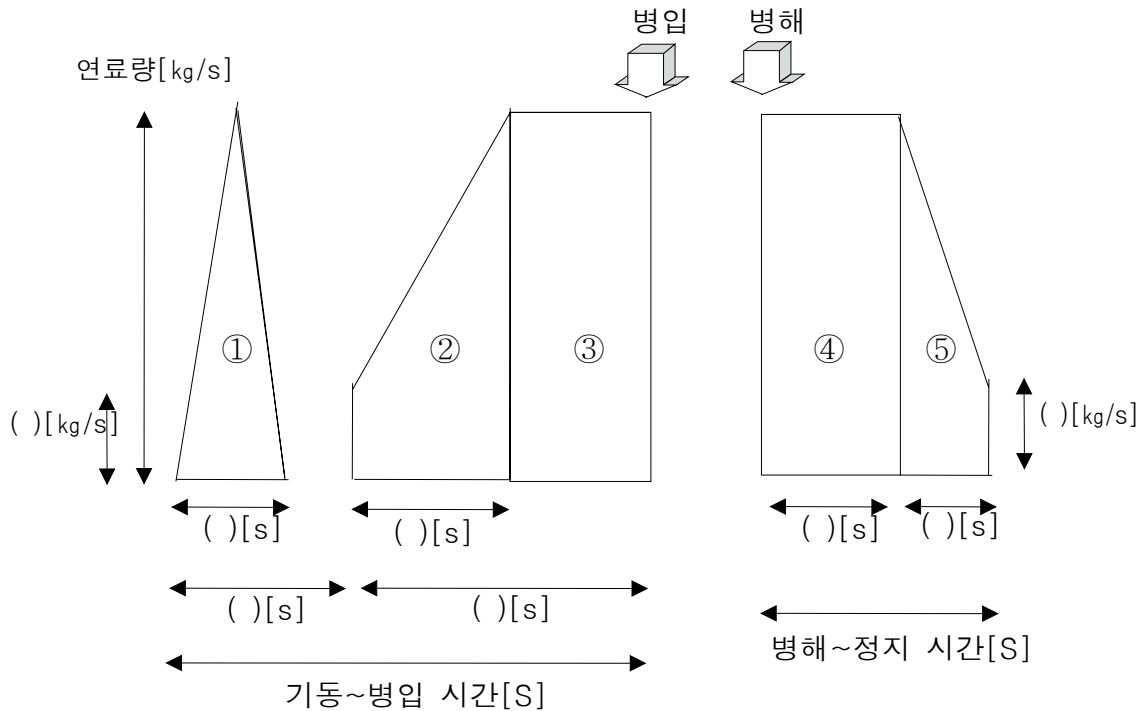 병입 병해
연료량[kg/s]
① ② ③ ④ ⑤
( )[kg/s] ( )[kg/s]
( )[s] ( )[s] ( )[s] ( )[s]
( )[s] ( )[s]
병해~정지 시간[S]
기동~병입 시간[S]